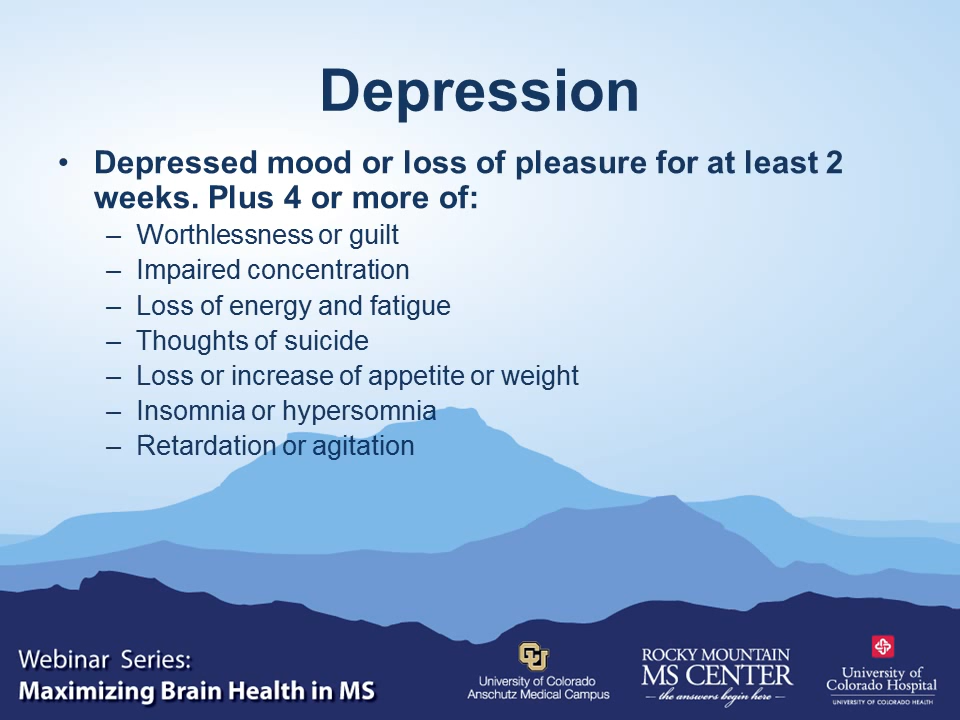 Depression
• Depressed mood or loss of pleasure for at least 2
weeks. Plus 4 or more of:
– Worthlessness or guilt
– Impaired concentration
– Loss of energy and fatigue
– Thoughts of suicide
– Loss or increase of appetite or weight
– Insomnia or hypersomnia
– Retardation or agitation
Webinar Series:
Maximizing Brain Health in MS
CU
University of Colorado
Anschutz Medical Campus
ROCKY MOUNTAIN
MS CENTER
the answers begin here
University of
Colorado Hospital
UNIVERSITY OF COLORADO HEALTH